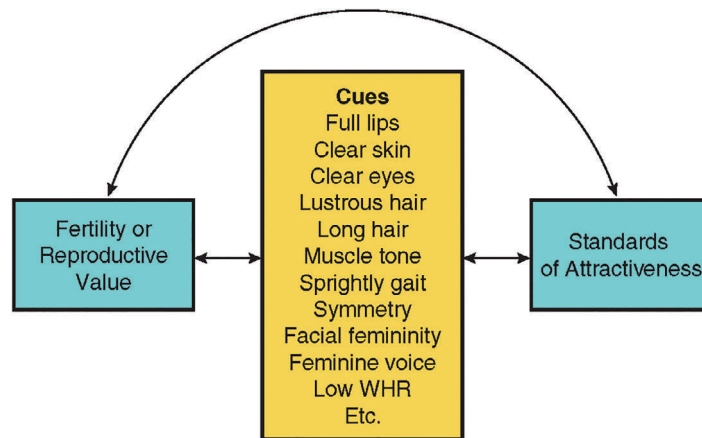 Fertility or
Reproductive
Value
Cues
Full lips
Clear skin
Clear eyes
Lustrous hair
Long hair
Muscle tone
Sprightly gait
Symmetry
Facial femininity
Feminine voice
Low WHR
Etc.
Standards
of Attractiveness